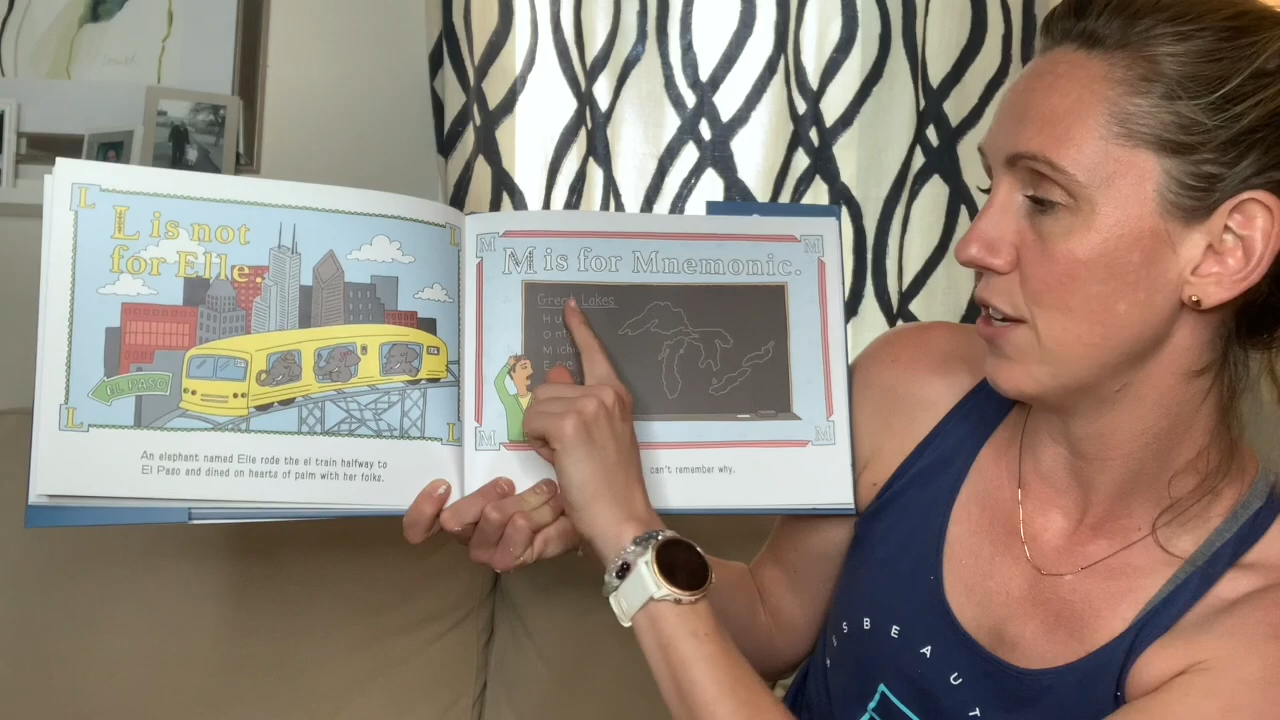 L
L
L is not
for Elle.
EL PASO
L
L
An elephant named Elle rode the el train halfway to
El Paso and dined on hearts of palm with her folks.
M
M
M is for Mnemonic.
Great Lakes
M
M
can't remember why.
SBEAUT